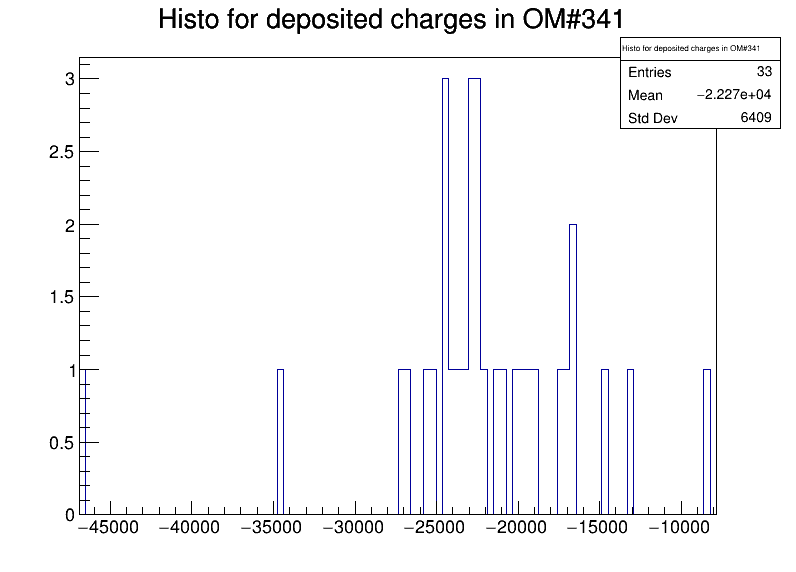 Histo for deposited charges in OM#341
Histo for deposited charges in OM#341
Entries 33
Mean −2.227e+04
Std Dev 6409
3
2.5
2
1.5
1
0.5
0
−45000 −40000 −35000 −30000 −25000 −20000 −15000 −10000